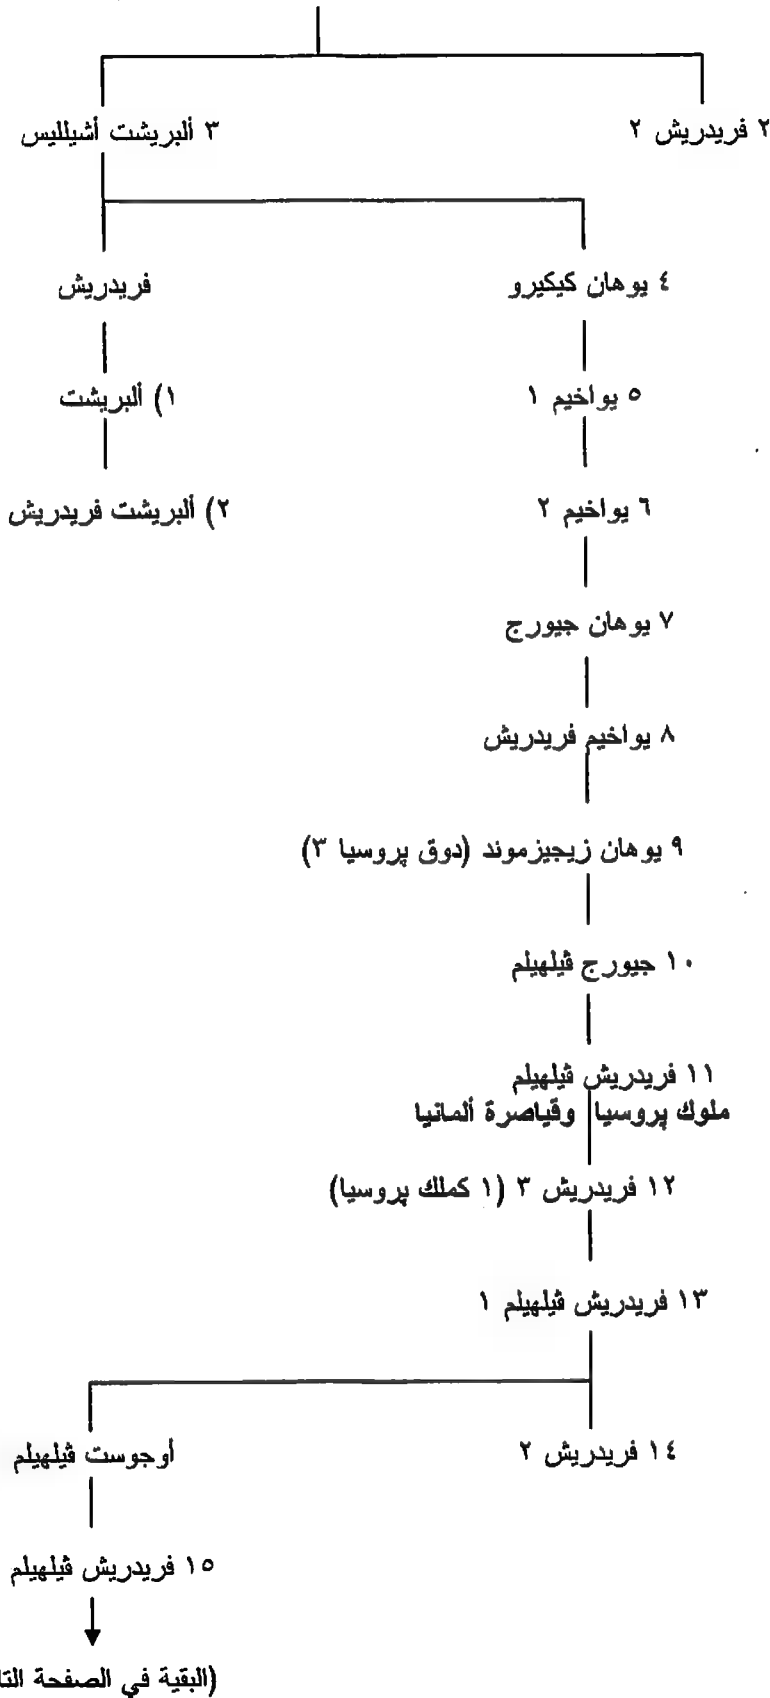 ٢ فريدريش ٢
٣ ألبريشت أشيلليس
٤ يوهان كيكيرو
فريدريش
٥ يواخيم ١
١) ألبريشت
٦ يواخيم ٢
٢) ألبريشت فريدريش
٧ يوهان جيورج
٨ يواخيم فريدريش
٩ يوهان زيجيزموند (دوق پروسيا ٣)
١٠ جيورج ڤيلهيلم
١١ فريدريش ڤيلهيلم
ملوك پروسيا وقياصرة ألمانيا
١٢ فريدريش ٣ (١ كملك پروسيا)
١٣ فريدريش ڤيلهيلم ١
١٤ فريدريش ٢
أوجوست ڤيلهيلم
١٥ فريدريش ڤيلهيلم
(البقية في الصفحة